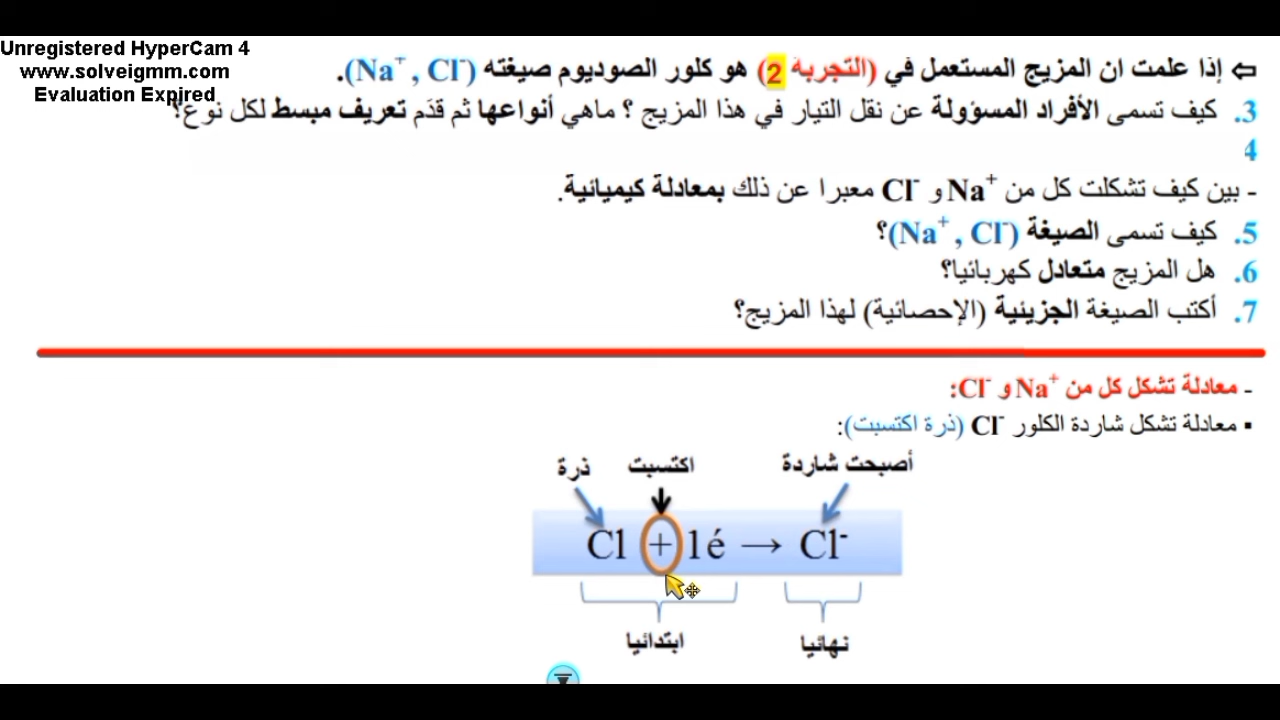 Unregistered HyperCam 4
www.solveigmm.com
Evaluation Expired
⇦ إذا علمت ان المزيج المستعمل في (التجربة 2) هو كلور الصوديوم صيغته (Na⁺ , Cl⁻).
3. كيف تسمى الأفراد المسؤولة عن نقل التيار في هذا المزيج ؟ ماهي أنواعها ثم قدّم تعريف مبسط لكل نوع؟
4
- بين كيف تشكلت كل من Na⁺ و Cl⁻ معبرا عن ذلك بمعادلة كيميائية.
5. كيف تسمى الصيغة (Na⁺ , Cl⁻)؟
6. هل المزيج متعادل كهربائيا؟
7. أكتب الصيغة الجزيئية (الإحصائية) لهذا المزيج؟
- معادلة تشكل كل من Na⁺ و Cl⁻:
▪ معادلة تشكل شاردة الكلور Cl⁻ (ذرة اكتسبت):
ذرة اكتسبت أصبحت شاردة
Cl + 1é → Cl⁻
ابتدائيا نهائيا